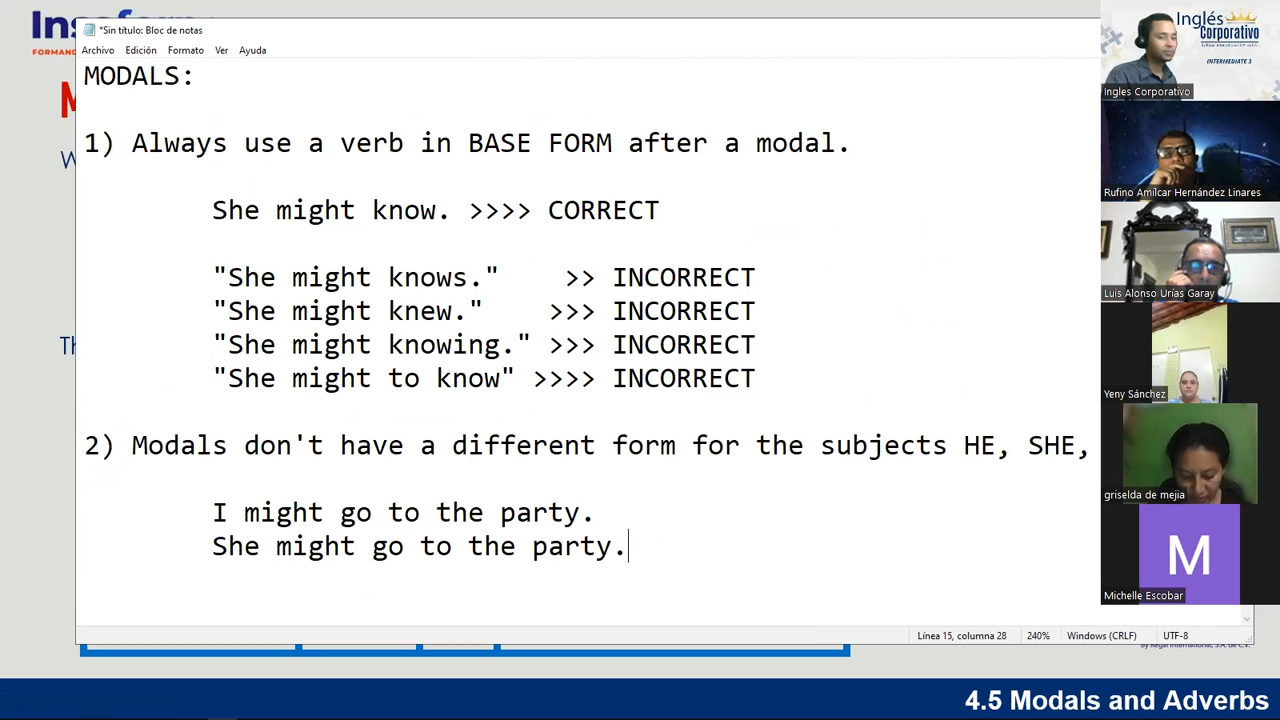 *Sin título: Bloc de notas
Archivo Edición Formato Ver Ayuda
MODALS:
1) Always use a verb in BASE FORM after a modal.
She might know. >>>> CORRECT
"She might knows." >> INCORRECT
"She might knew." >>> INCORRECT
"She might knowing." >>> INCORRECT
"She might to know" >>>> INCORRECT
2) Modals don't have a different form for the subjects HE, SHE,
I might go to the party.
She might go to the party.
Línea 15, columna 28 240% Windows (CRLF) UTF-8
4.5 Modals and Adverbs
Inglés
Corporativo
INTERMEDIATE 3
Ingles Corporativo
Rufino Amílcar Hernández Linares
Luis Alonso Urías Garay
Yeny Sánchez
griselda de mejia
M
Michelle Escobar